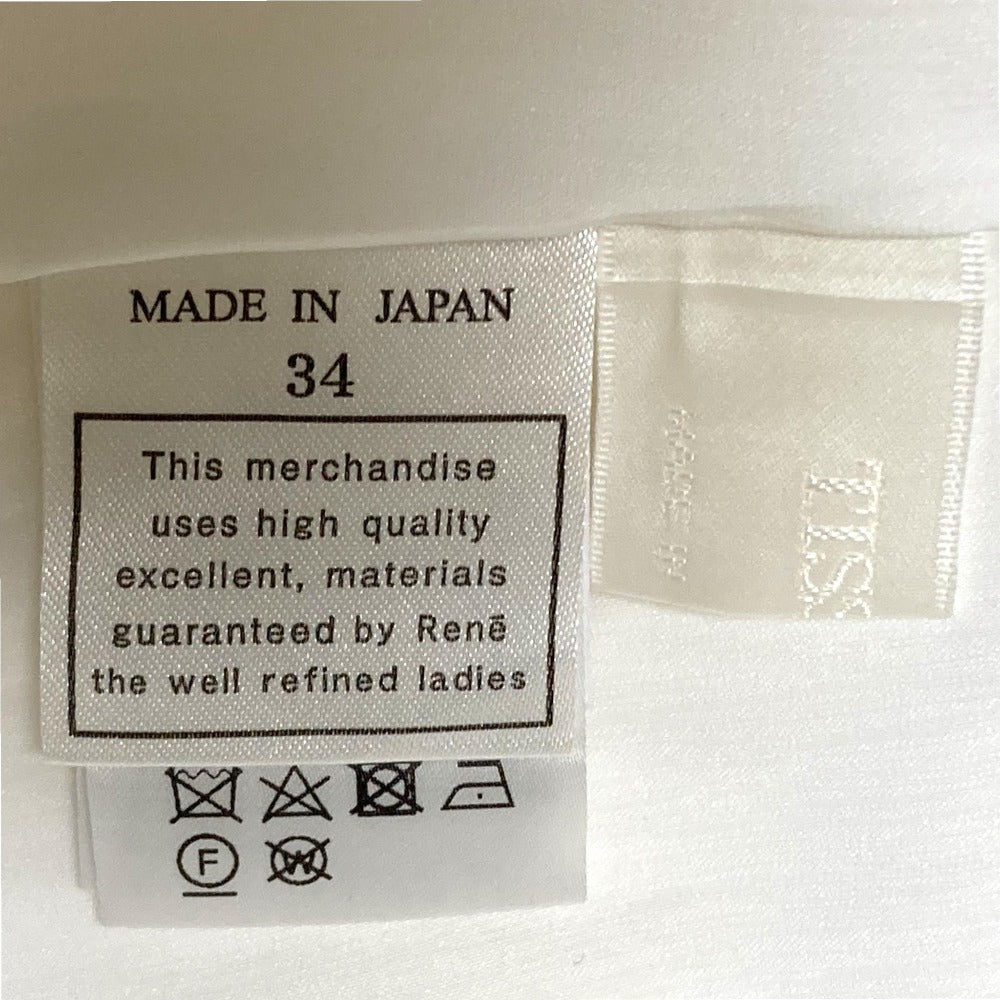 MADE IN JAPAN
34
This merchandise
uses high quality
excellent, materials
guaranteed by Renē
the well refined ladies
F
W